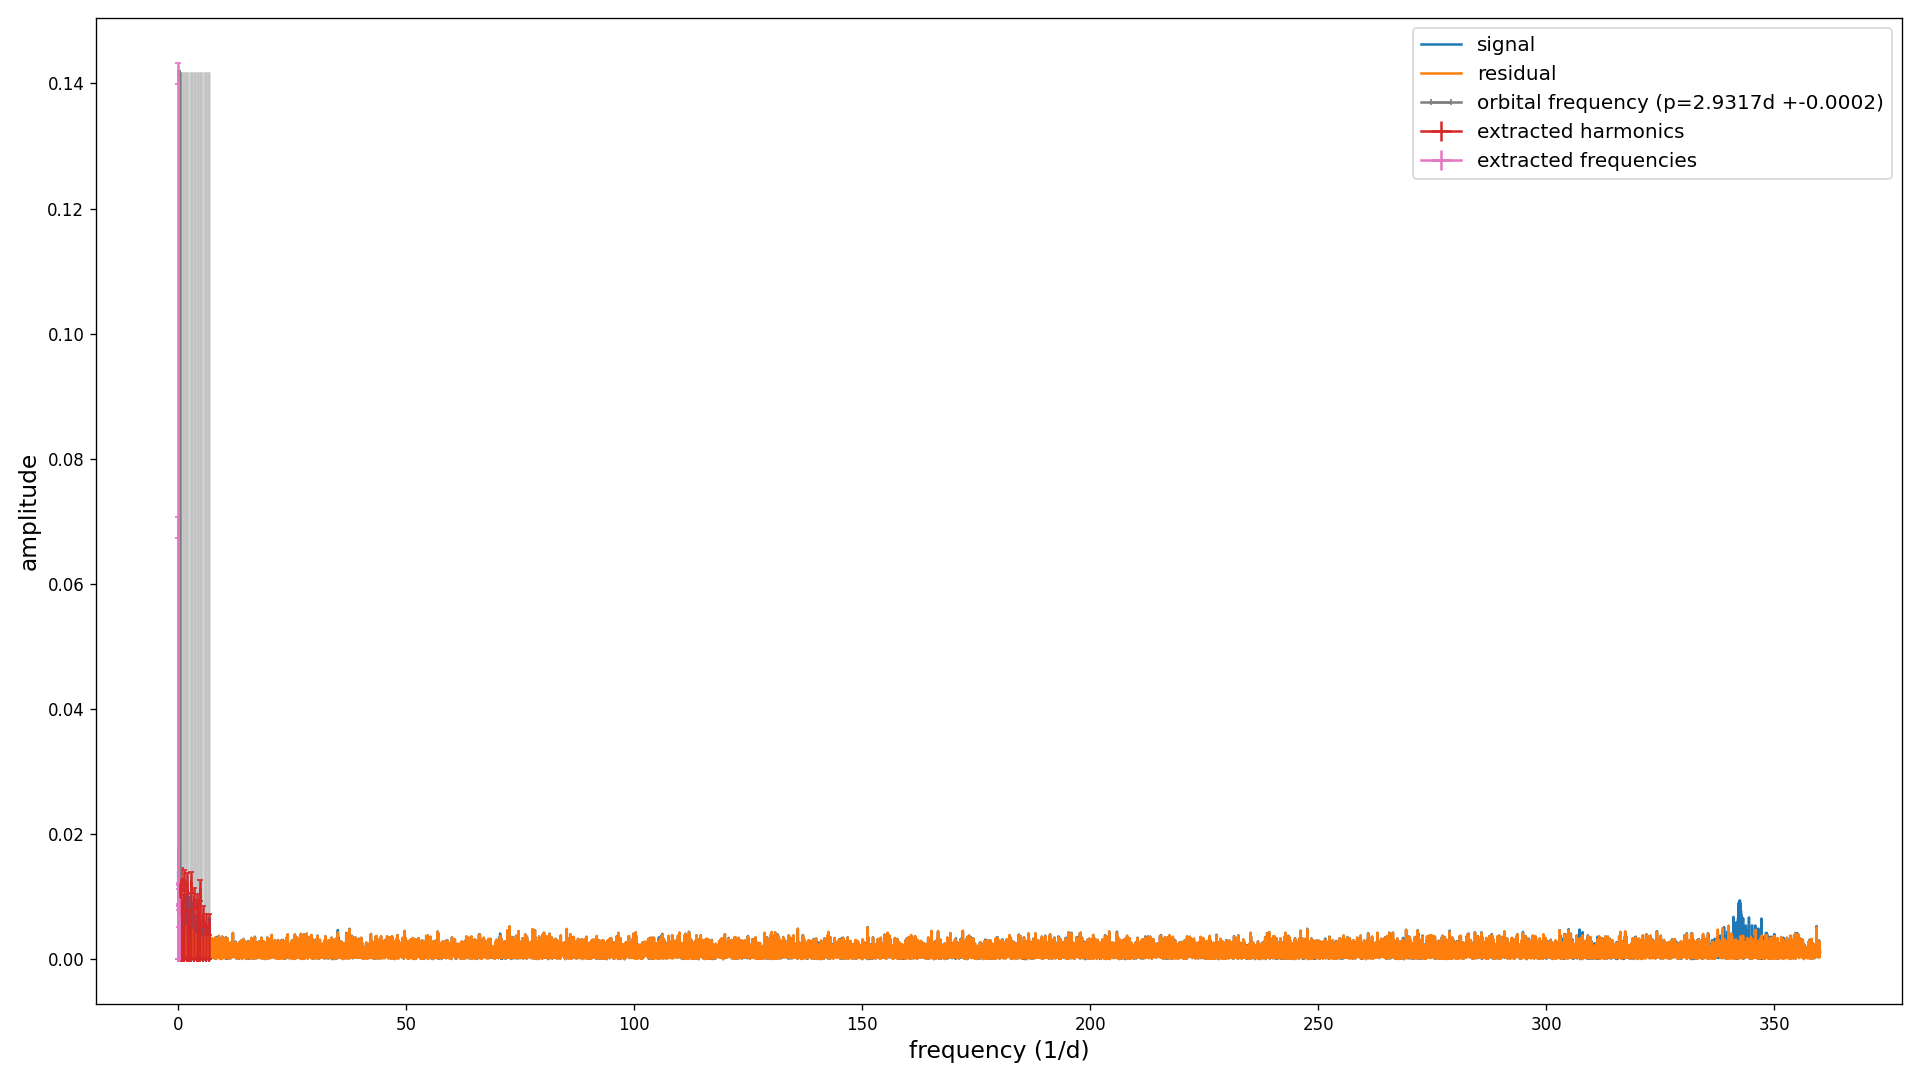 signal
residual
orbital frequency (p=2.9317d +-0.0002)
extracted harmonics
extracted frequencies
0.14
0.12
0.10
0.08
0.06
0.04
0.02
0.00
amplitude
0 50 100 150 200 250 300 350
frequency (1/d)